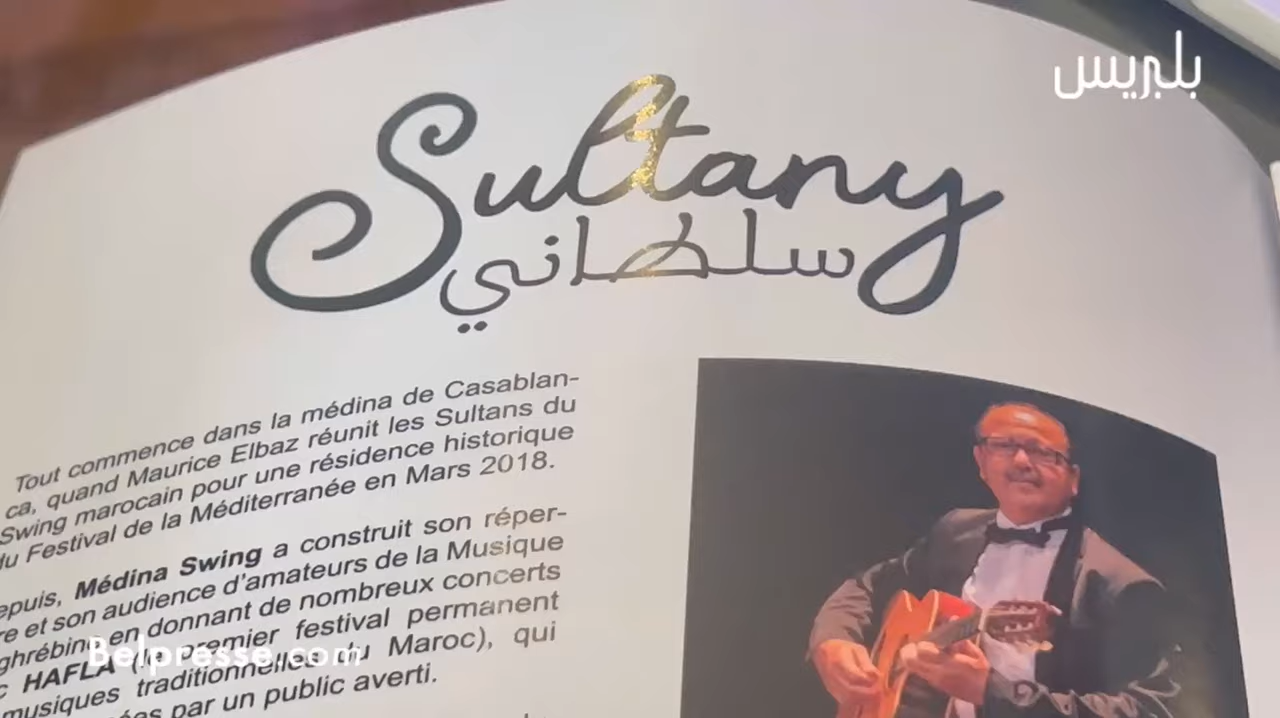 بلبريس
Sultany
سلطاني
Tout commence dans la médina de Casablan-
ca, quand Maurice Elbaz réunit les Sultans du
Swing marocain pour une résidence historique
du Festival de la Méditerranée en Mars 2018.
epuis, Médina Swing a construit son réper-
re et son audience d'amateurs de la Musique
ghrébine en donnant de nombreux concerts
c HAFLA (le premier festival permanent
musiques traditionnelles du Maroc), qui
ées par un public averti.
Belpresse.com